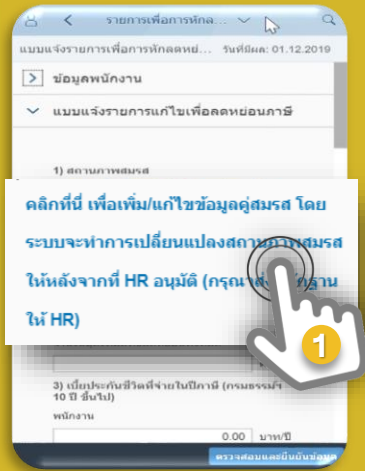 รายการเพื่อการหักล...
แบบแจ้งรายการเพื่อการหักลดหย่... วันที่มีผล: 01.12.2019
ข้อมูลพนักงาน
แบบแจ้งรายการแก้ไขเพื่อลดหย่อนภาษี
1) สถานภาพสมรส
คลิกที่นี่ เพื่อเพิ่ม/แก้ไขข้อมูลคู่สมรส โดย
ระบบจะทำการเปลี่ยนแปลงสถานภาพสมรส
ให้หลังจากที่ HR อนุมัติ (กรุณาส่งหลักฐาน
ให้ HR)
1
3) เบี้ยประกันชีวิตที่จ่ายในปีภาษี (กรมธรรม์ฯ
10 ปี ขึ้นไป)
พนักงาน
0.00 บาท/ปี
ตรวจสอบและยืนยันข้อมูล